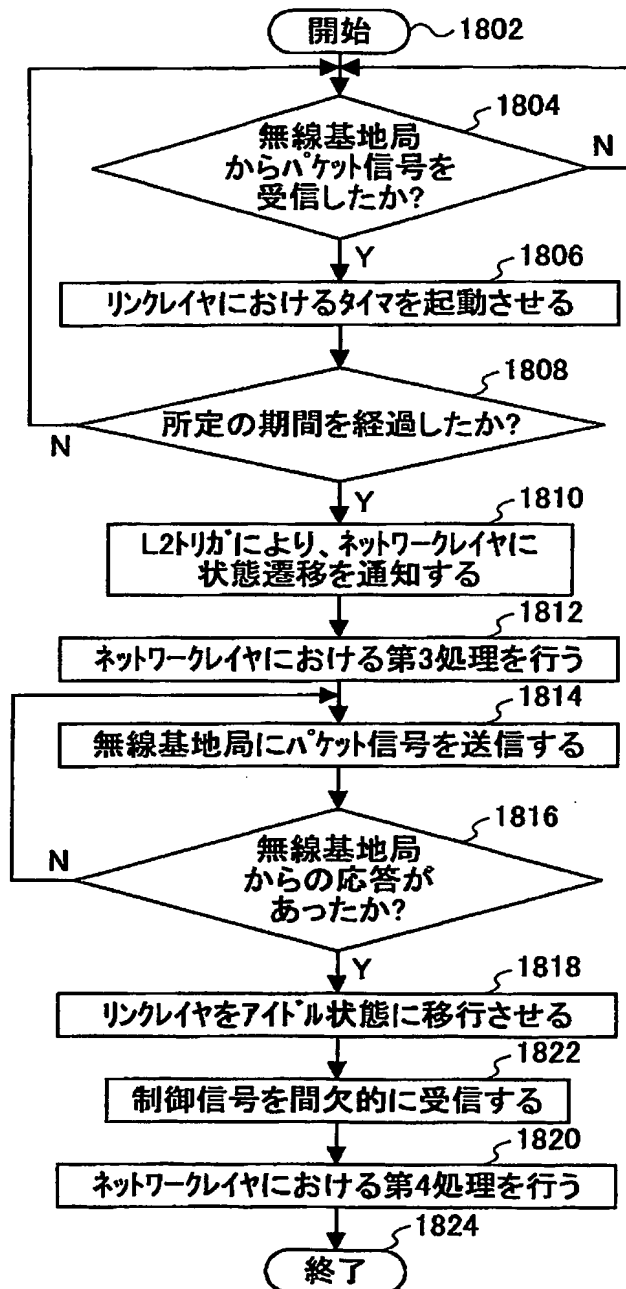 開始
1802
1804
無線基地局
からパケット信号を
受信したか?
N
Y
1806
リンクレイヤにおけるタイマを起動させる
1808
所定の期間を経過したか?
N
Y
1810
L2トリガにより、ネットワークレイヤに
状態遷移を通知する
1812
ネットワークレイヤにおける第3処理を行う
1814
無線基地局にパケット信号を送信する
1816
無線基地局
からの応答が
あったか?
N
Y
1818
リンクレイヤをアイドル状態に移行させる
1822
制御信号を間欠的に受信する
1820
ネットワークレイヤにおける第4処理を行う
1824
終了